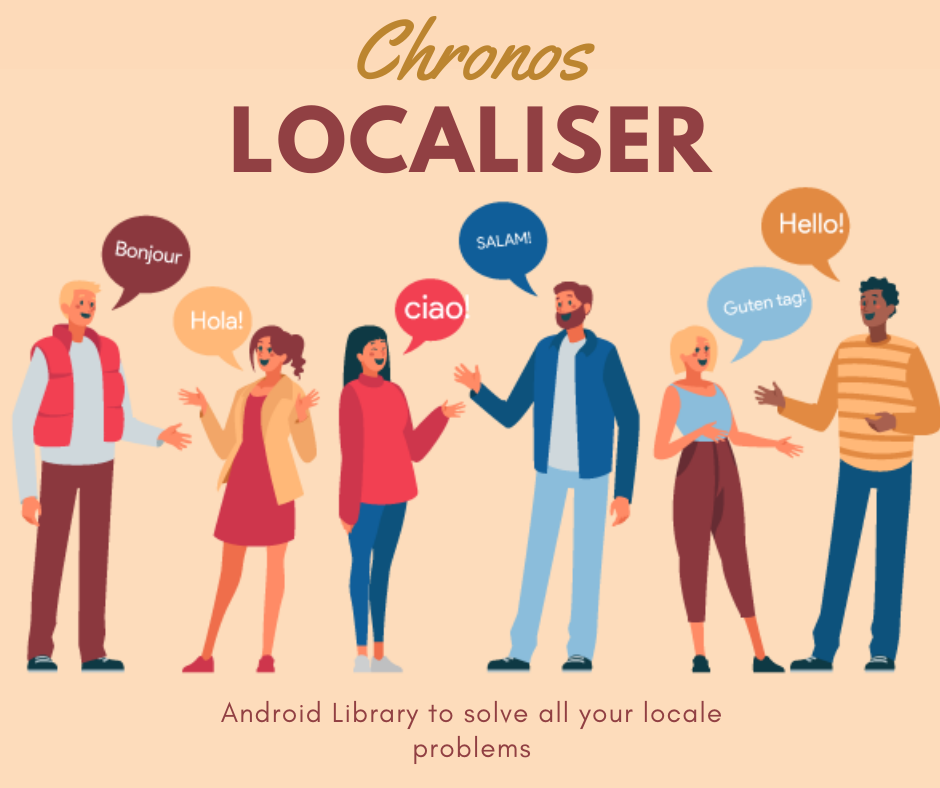 Chronos
LOCALISER
Bonjour
Hola!
ciao!
SALAM!
Guten tag!
Hello!
Android Library to solve all your locale
problems